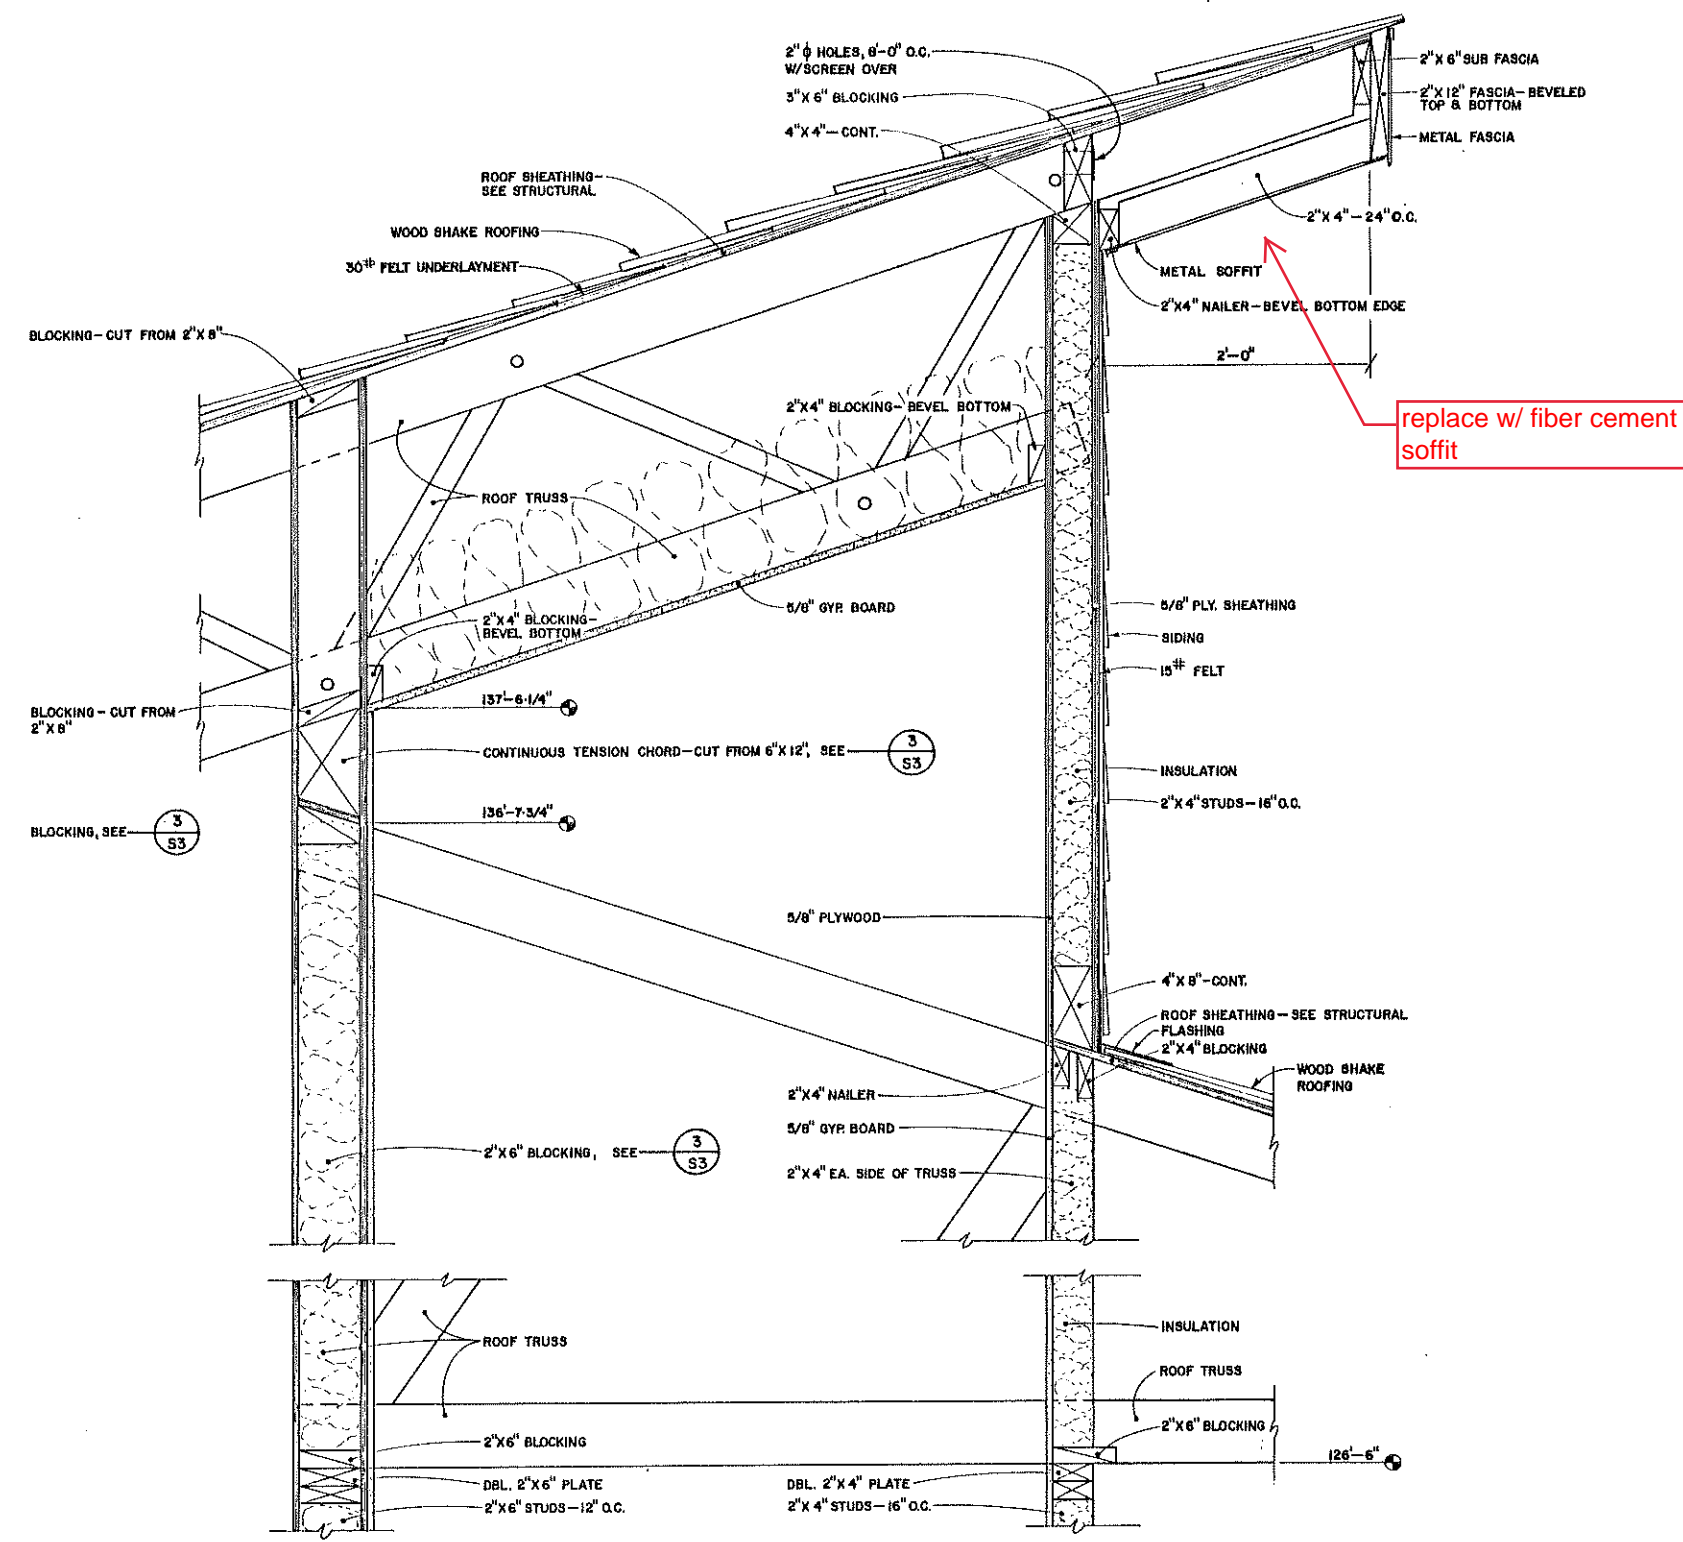 2"ϕ HOLES, 8'-0" O.C.
W/SCREEN OVER
3"X 6" BLOCKING
4"X 4"-CONT.
2"X 6" SUB FASCIA
2"X 12" FASCIA-BEVELED
TOP & BOTTOM
METAL FASCIA
ROOF SHEATHING-
SEE STRUCTURAL
WOOD SHAKE ROOFING
30# FELT UNDERLAYMENT
2"X 4"-24" O.C.
METAL SOFFIT
2"X4" NAILER-BEVEL BOTTOM EDGE
BLOCKING-CUT FROM 2"X 8"
2'-0"
replace w/ fiber cement
soffit
2"X4" BLOCKING- BEVEL BOTTOM
ROOF TRUSS
5/8" GYP. BOARD
5/8" PLY. SHEATHING
2"X4" BLOCKING-
BEVEL BOTTOM
SIDING
15# FELT
137'-6-1/4"
BLOCKING-CUT FROM
2"X 8"
CONTINUOUS TENSION CHORD-CUT FROM 6"X 12", SEE
3
S3
INSULATION
2"X 4" STUDS-16" O.C.
136'-7-3/4"
BLOCKING, SEE
3
S3
5/8" PLYWOOD
4"X 8"-CONT.
ROOF SHEATHING-SEE STRUCTURAL
FLASHING
2"X4" BLOCKING
WOOD SHAKE
ROOFING
2"X4" NAILER
5/8" GYP. BOARD
2"X 6" BLOCKING, SEE
3
S3
2"X4" EA. SIDE OF TRUSS
INSULATION
ROOF TRUSS
ROOF TRUSS
2"X 6" BLOCKING
2"X6" BLOCKING
126'-6"
DBL. 2"X 6" PLATE
DBL. 2"X 4" PLATE
2"X 6" STUDS-12" O.C.
2"X 4" STUDS-16" O.C.